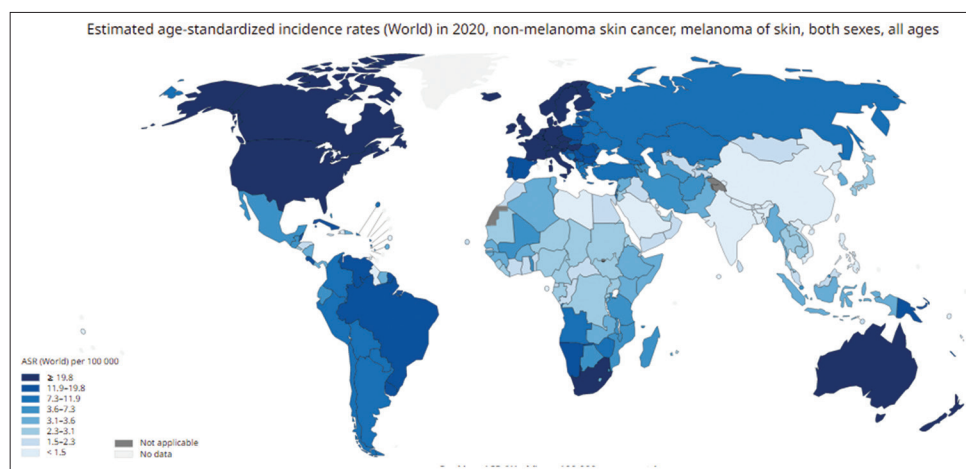 Estimated age-standardized incidence rates (World) in 2020, non-melanoma skin cancer, melanoma of skin, both sexes, all ages
ASR (World) per 100 000
≥ 19.8
11.9–19.8
7.3–11.9
3.6–7.3
3.1–3.6
2.3–3.1
1.5–2.3
< 1.5
Not applicable
No data